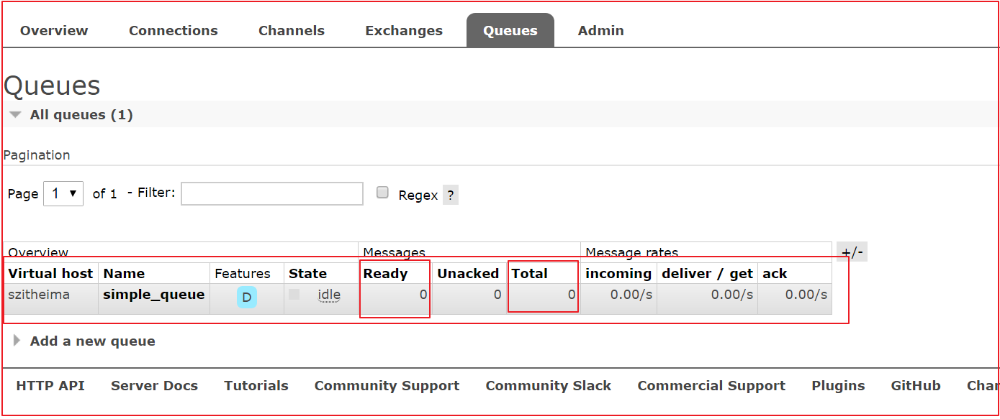 Overview Connections Channels Exchanges Queues Admin
Queues
All queues (1)
Pagination
Page 1 of 1 - Filter: Regex ?
Overview Messages Message rates +/-
Virtual host Name Features State Ready Unacked Total incoming deliver / get ack
szitheima simple_queue D idle 0 0 0 0.00/s 0.00/s 0.00/s
Add a new queue
HTTP API Server Docs Tutorials Community Support Community Slack Commercial Support Plugins GitHub